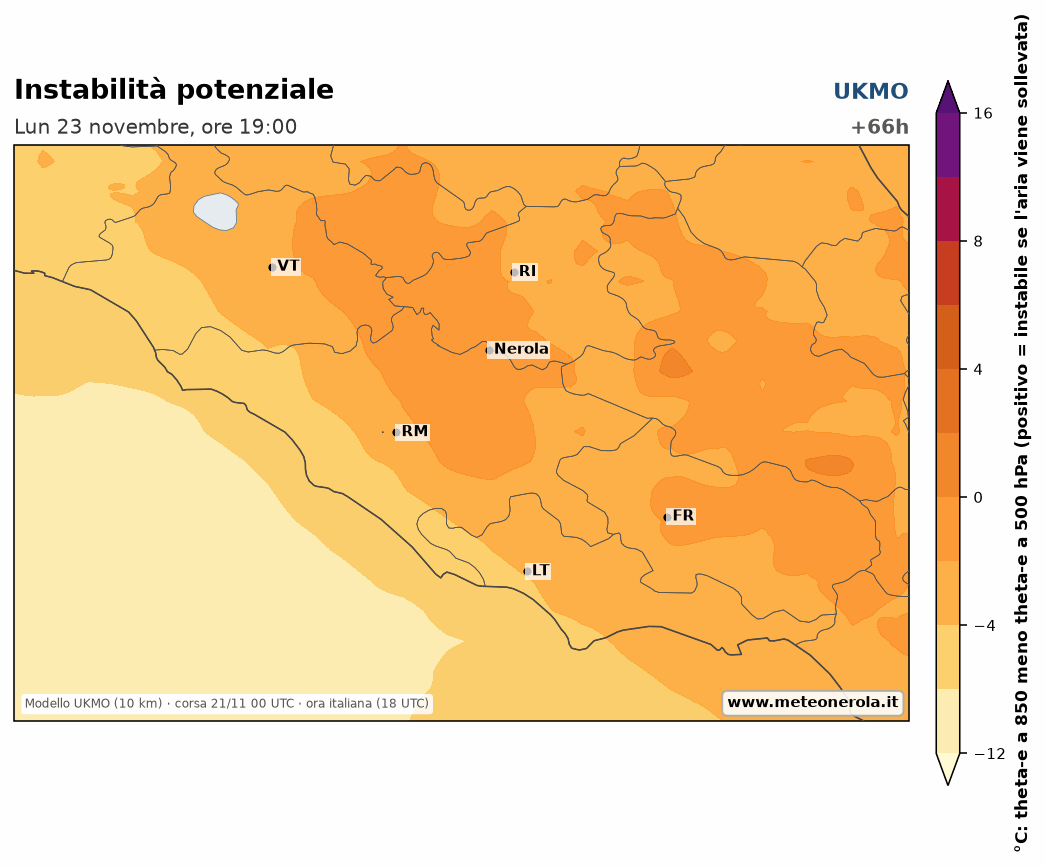 Instabilità potenziale
UKMO
Lun 23 novembre, ore 19:00
+66h
VT
RI
Nerola
RM
FR
LT
Modello UKMO (10 km) · corsa 21/11 00 UTC · ora italiana (18 UTC)
www.meteonerola.it
16
8
4
0
−4
−12
°C: theta-e a 850 meno theta-e a 500 hPa (positivo = instabile se l'aria viene sollevata)